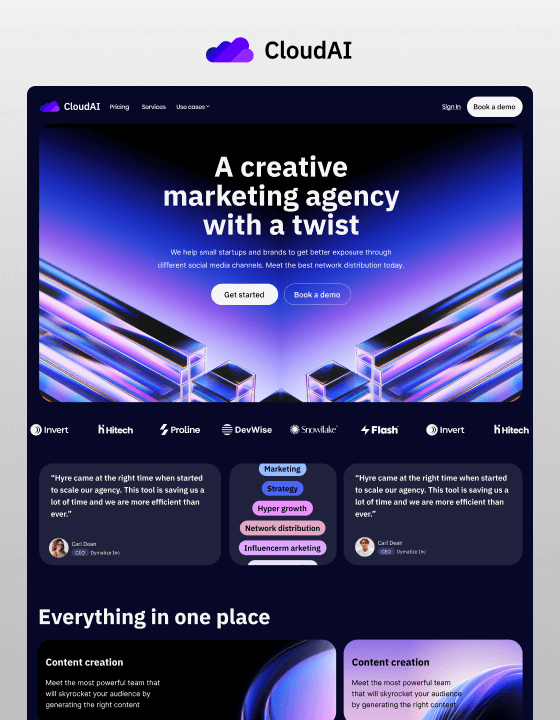 CloudAI
CloudAI Pricing Services Use cases Sign In Book a demo
A creative
marketing agency
with a twist
We help small startups and brands to get better exposure through
different social media channels. Meet the best network distribution today.
Get started Book a demo
Invert Hitech Proline DevWise Snowflake Flash Invert Hitech
“Hyre came at the right time when started
to scale our agency. This tool is saving us a
lot of time and we are more efficient than
ever.”
Carl Dean
CEO Dymatize Inc
Marketing
Strategy
Hyper growth
Network distribution
Influencerm arketing
“Hyre came at the right time when started
to scale our agency. This tool is saving us a
lot of time and we are more efficient than
ever.”
Carl Dean
CEO Dymatize Inc
Everything in one place
Content creation
Meet the most powerful team that
will skyrocket your audience by
generating the right content
Content creation
Meet the most powerful team
that will skyrocket your audience
by generating the right content